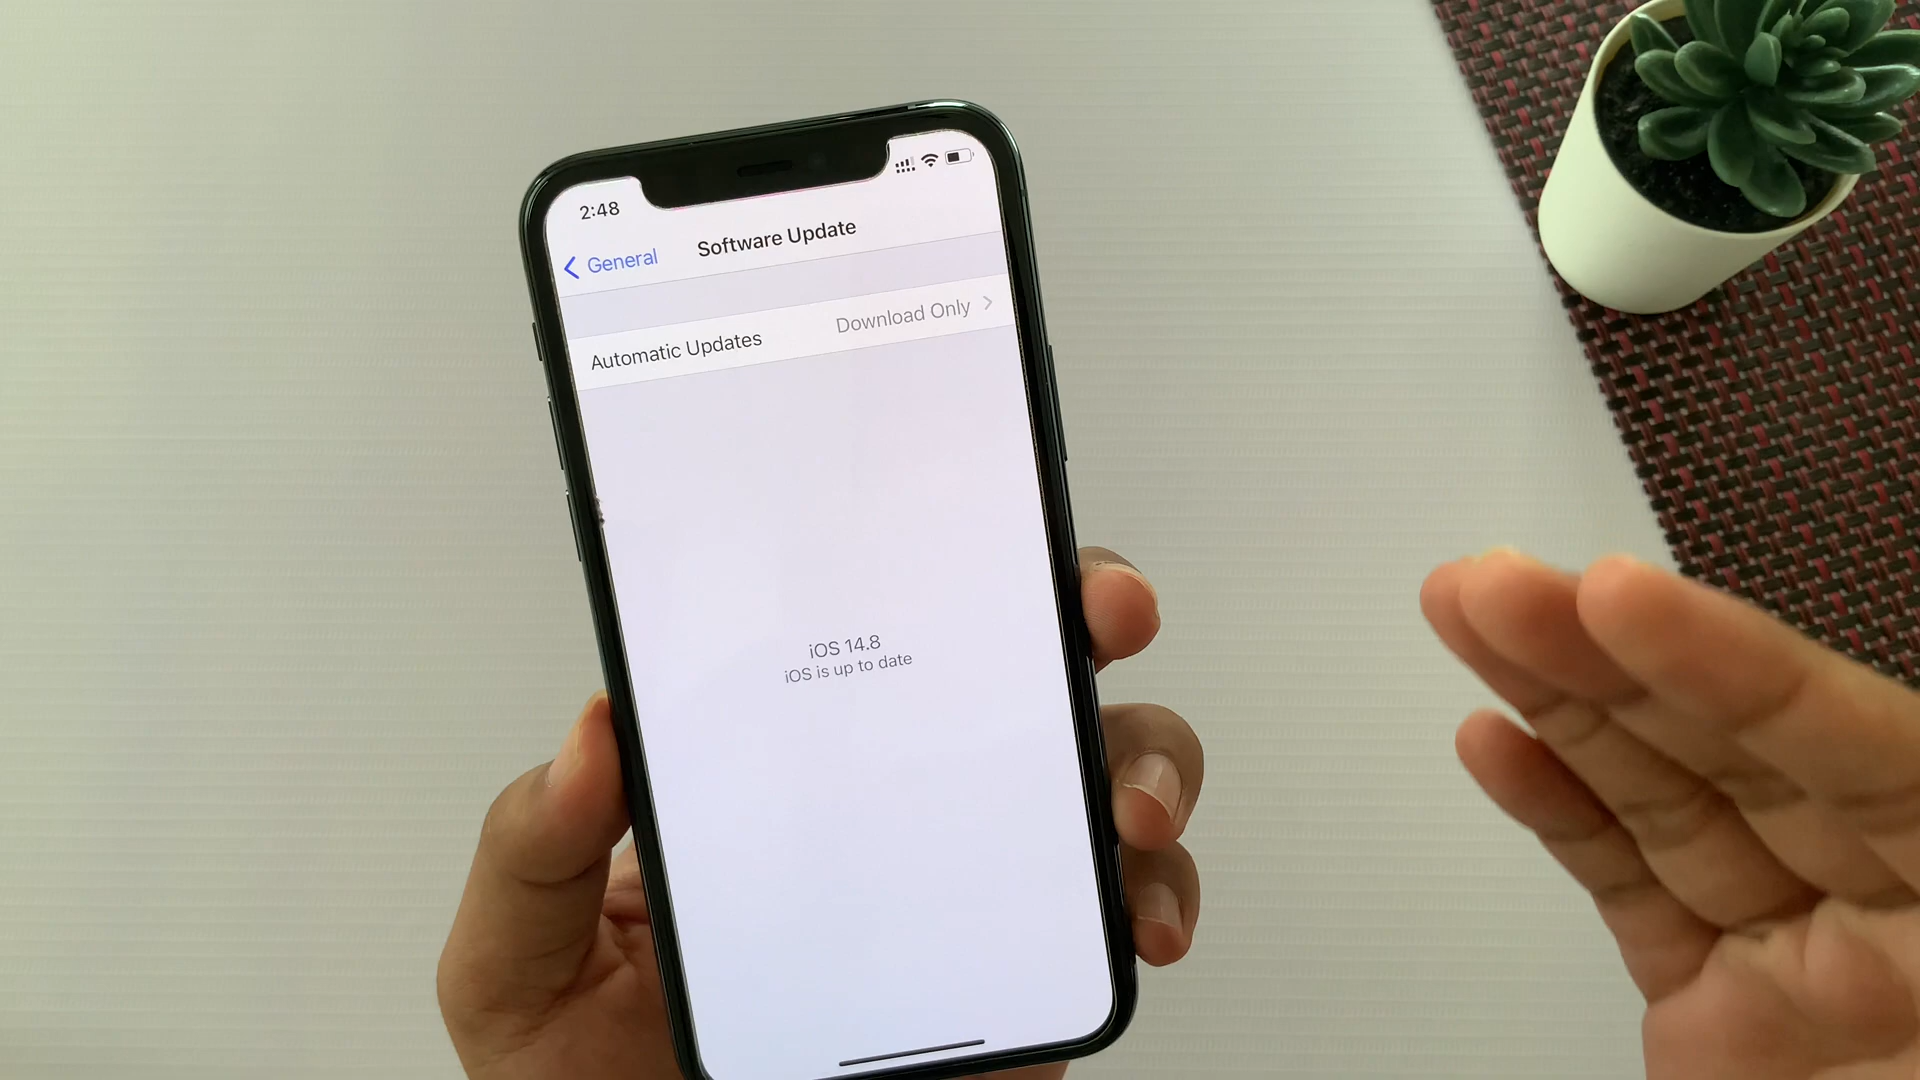 2:48
General
Software Update
Automatic Updates
Download Only
iOS 14.8
iOS is up to date